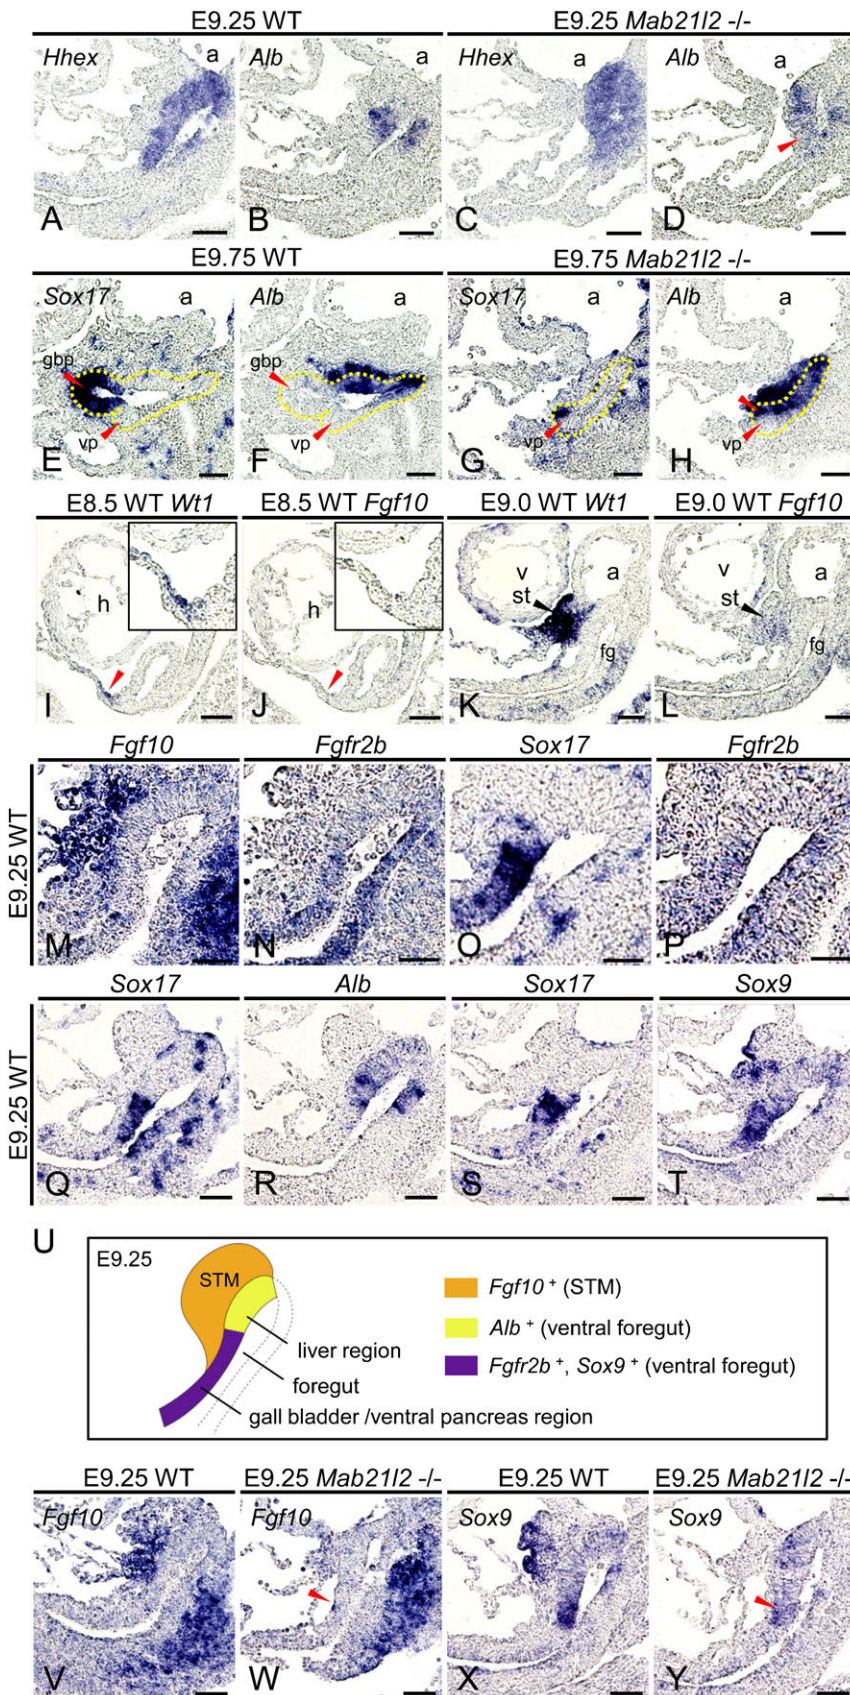 E9.25 WT E9.25 Mab21l2 -/-
Hhex a Alb a Hhex a Alb a
A B C D
E9.75 WT E9.75 Mab21l2 -/-
Sox17 a Alb a Sox17 a Alb a
gbp gbp
vp vp vp vp
E F G H
E8.5 WT Wt1 E8.5 WT Fgf10 E9.0 WT Wt1 E9.0 WT Fgf10
h h v a a
st st
fg fg
I J K L
Fgf10 Fgfr2b Sox17 Fgfr2b
E9.25 WT
M N O P
Sox17 Alb Sox17 Sox9
E9.25 WT
Q R S T
U
E9.25
STM
liver region
foregut
gall bladder /ventral pancreas region
Fgf10 + (STM)
Alb + (ventral foregut)
Fgfr2b +, Sox9 + (ventral foregut)
E9.25 WT E9.25 Mab21l2 -/- E9.25 WT E9.25 Mab21l2 -/-
Fgf10 Fgf10 Sox9 Sox9
V W X Y